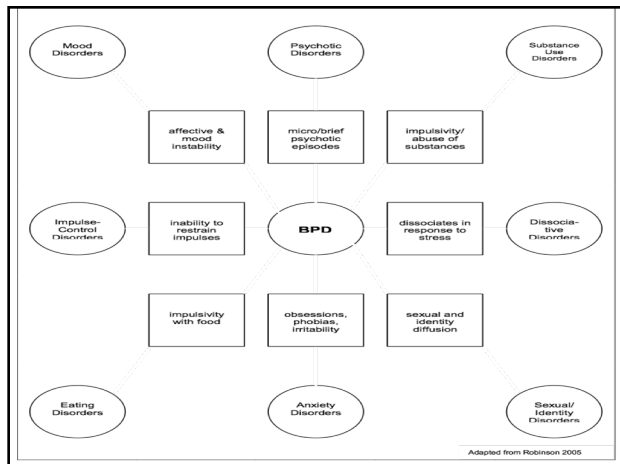 Mood
Disorders
Psychotic
Disorders
Substance
Use
Disorders
affective &
mood
instability
micro/brief
psychotic
episodes
impulsivity/
abuse of
substances
Impulse-
Control
Disorders
inability to
restrain
impulses
BPD
dissociates in
response to
stress
Dissocia-
tive
Disorders
impulsivity
with food
obsessions,
phobias,
irritability
sexual and
identity
diffusion
Eating
Disorders
Anxiety
Disorders
Sexual/
Identity
Disorders
Adapted from Robinson 2005